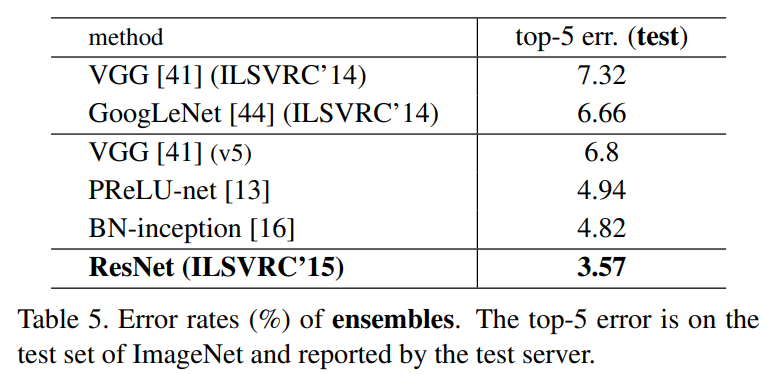 method top-5 err. (test)
VGG [41] (ILSVRC’14) 7.32
GoogLeNet [44] (ILSVRC’14) 6.66
VGG [41] (v5) 6.8
PReLU-net [13] 4.94
BN-inception [16] 4.82
ResNet (ILSVRC’15) 3.57
Table 5. Error rates (%) of ensembles. The top-5 error is on the
test set of ImageNet and reported by the test server.